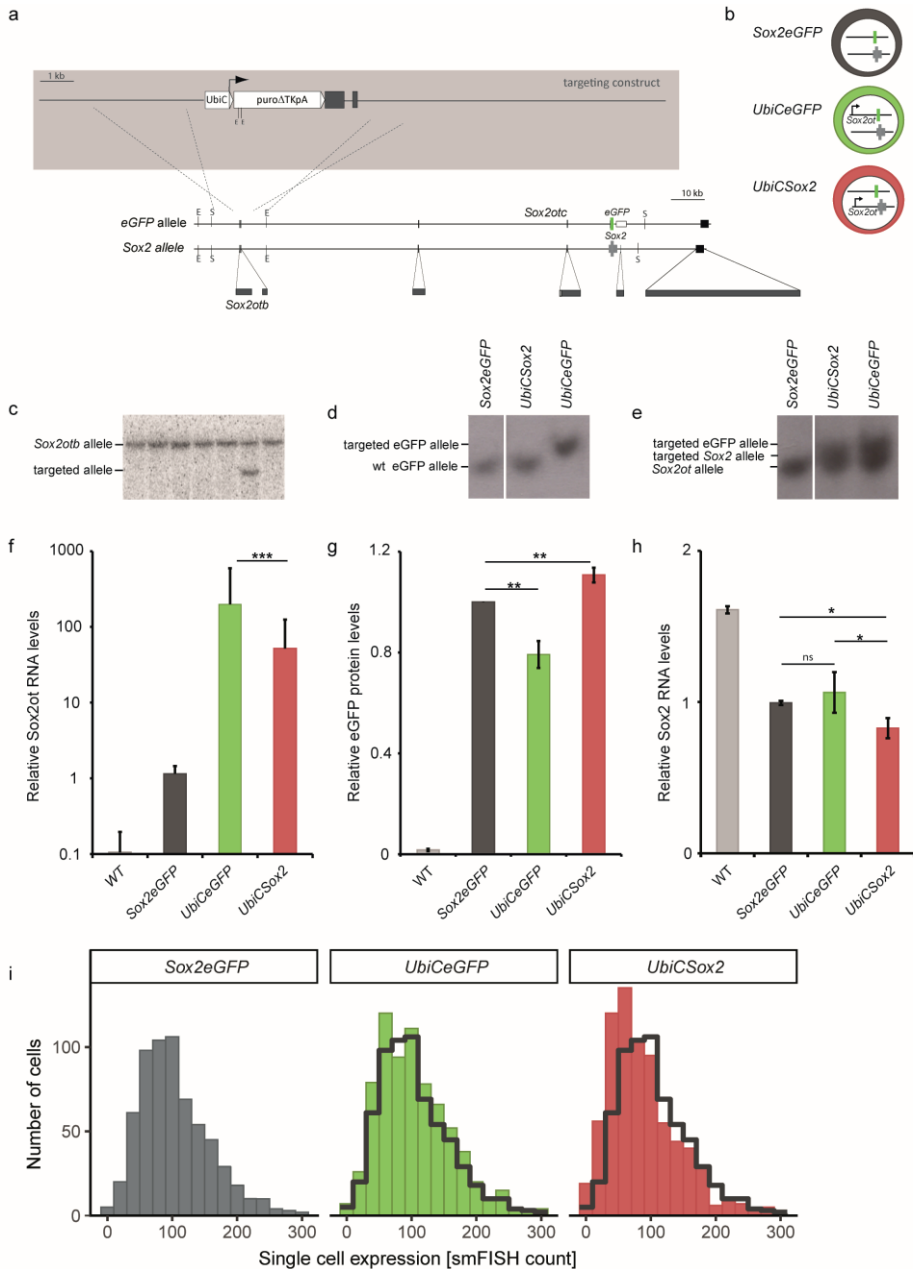 a
1 kb
targeting construct
UbiC
puroΔTKpA
E E
10 kb
E S E Sox2otc eGFP S
eGFP allele
Sox2
Sox2 allele
E S E S
Sox2otb
b
Sox2eGFP
UbiCeGFP
Sox2ot
UbiCSox2
Sox2ot
c
Sox2otb allele
targeted allele
d
Sox2eGFP
UbiCSox2
UbiCeGFP
targeted eGFP allele
wt eGFP allele
e
Sox2eGFP
UbiCSox2
UbiCeGFP
targeted eGFP allele
targeted Sox2 allele
Sox2ot allele
f
Relative Sox2ot RNA levels
1000
100
10
1
0.1
***
WT
Sox2eGFP
UbiCeGFP
UbiCSox2
g
Relative eGFP protein levels
1.2
0.8
0.4
0
**
**
WT
Sox2eGFP
UbiCeGFP
UbiCSox2
h
Relative Sox2 RNA levels
2
1
0
*
*
ns
WT
Sox2eGFP
UbiCeGFP
UbiCSox2
i
Sox2eGFP
UbiCeGFP
UbiCSox2
Number of cells
100
50
0
0 100 200 300
0 100 200 300
0 100 200 300
Single cell expression [smFISH count]